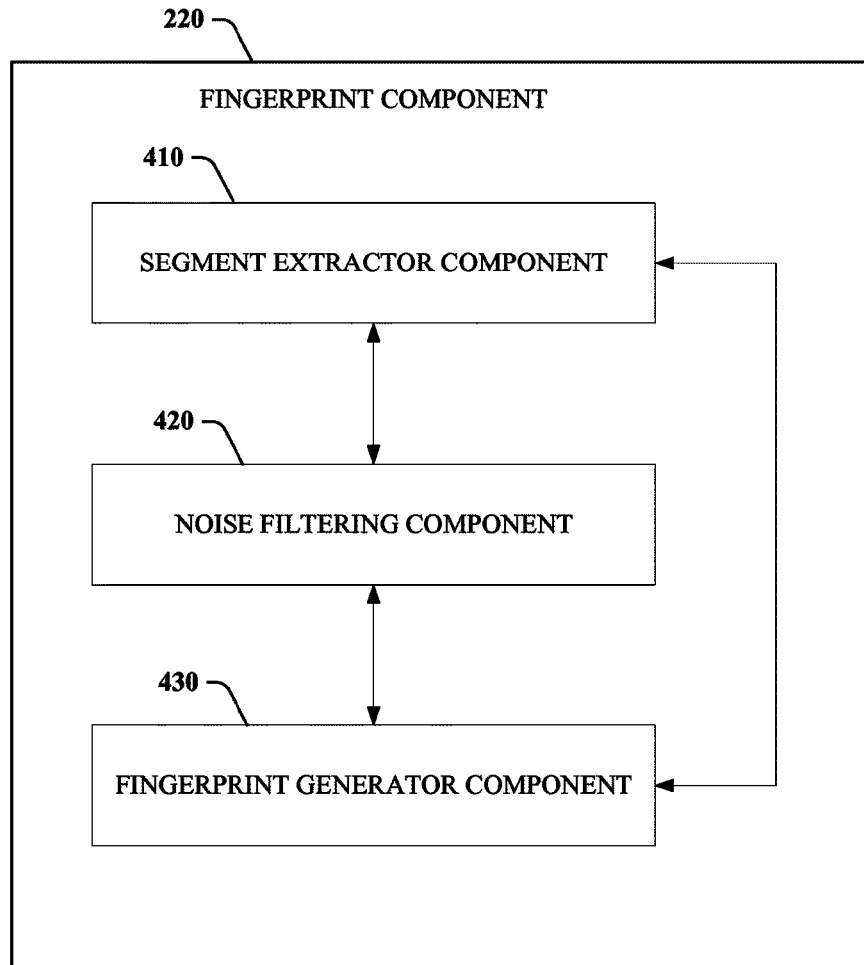 220
FINGERPRINT COMPONENT
410
SEGMENT EXTRACTOR COMPONENT
420
NOISE FILTERING COMPONENT
430
FINGERPRINT GENERATOR COMPONENT